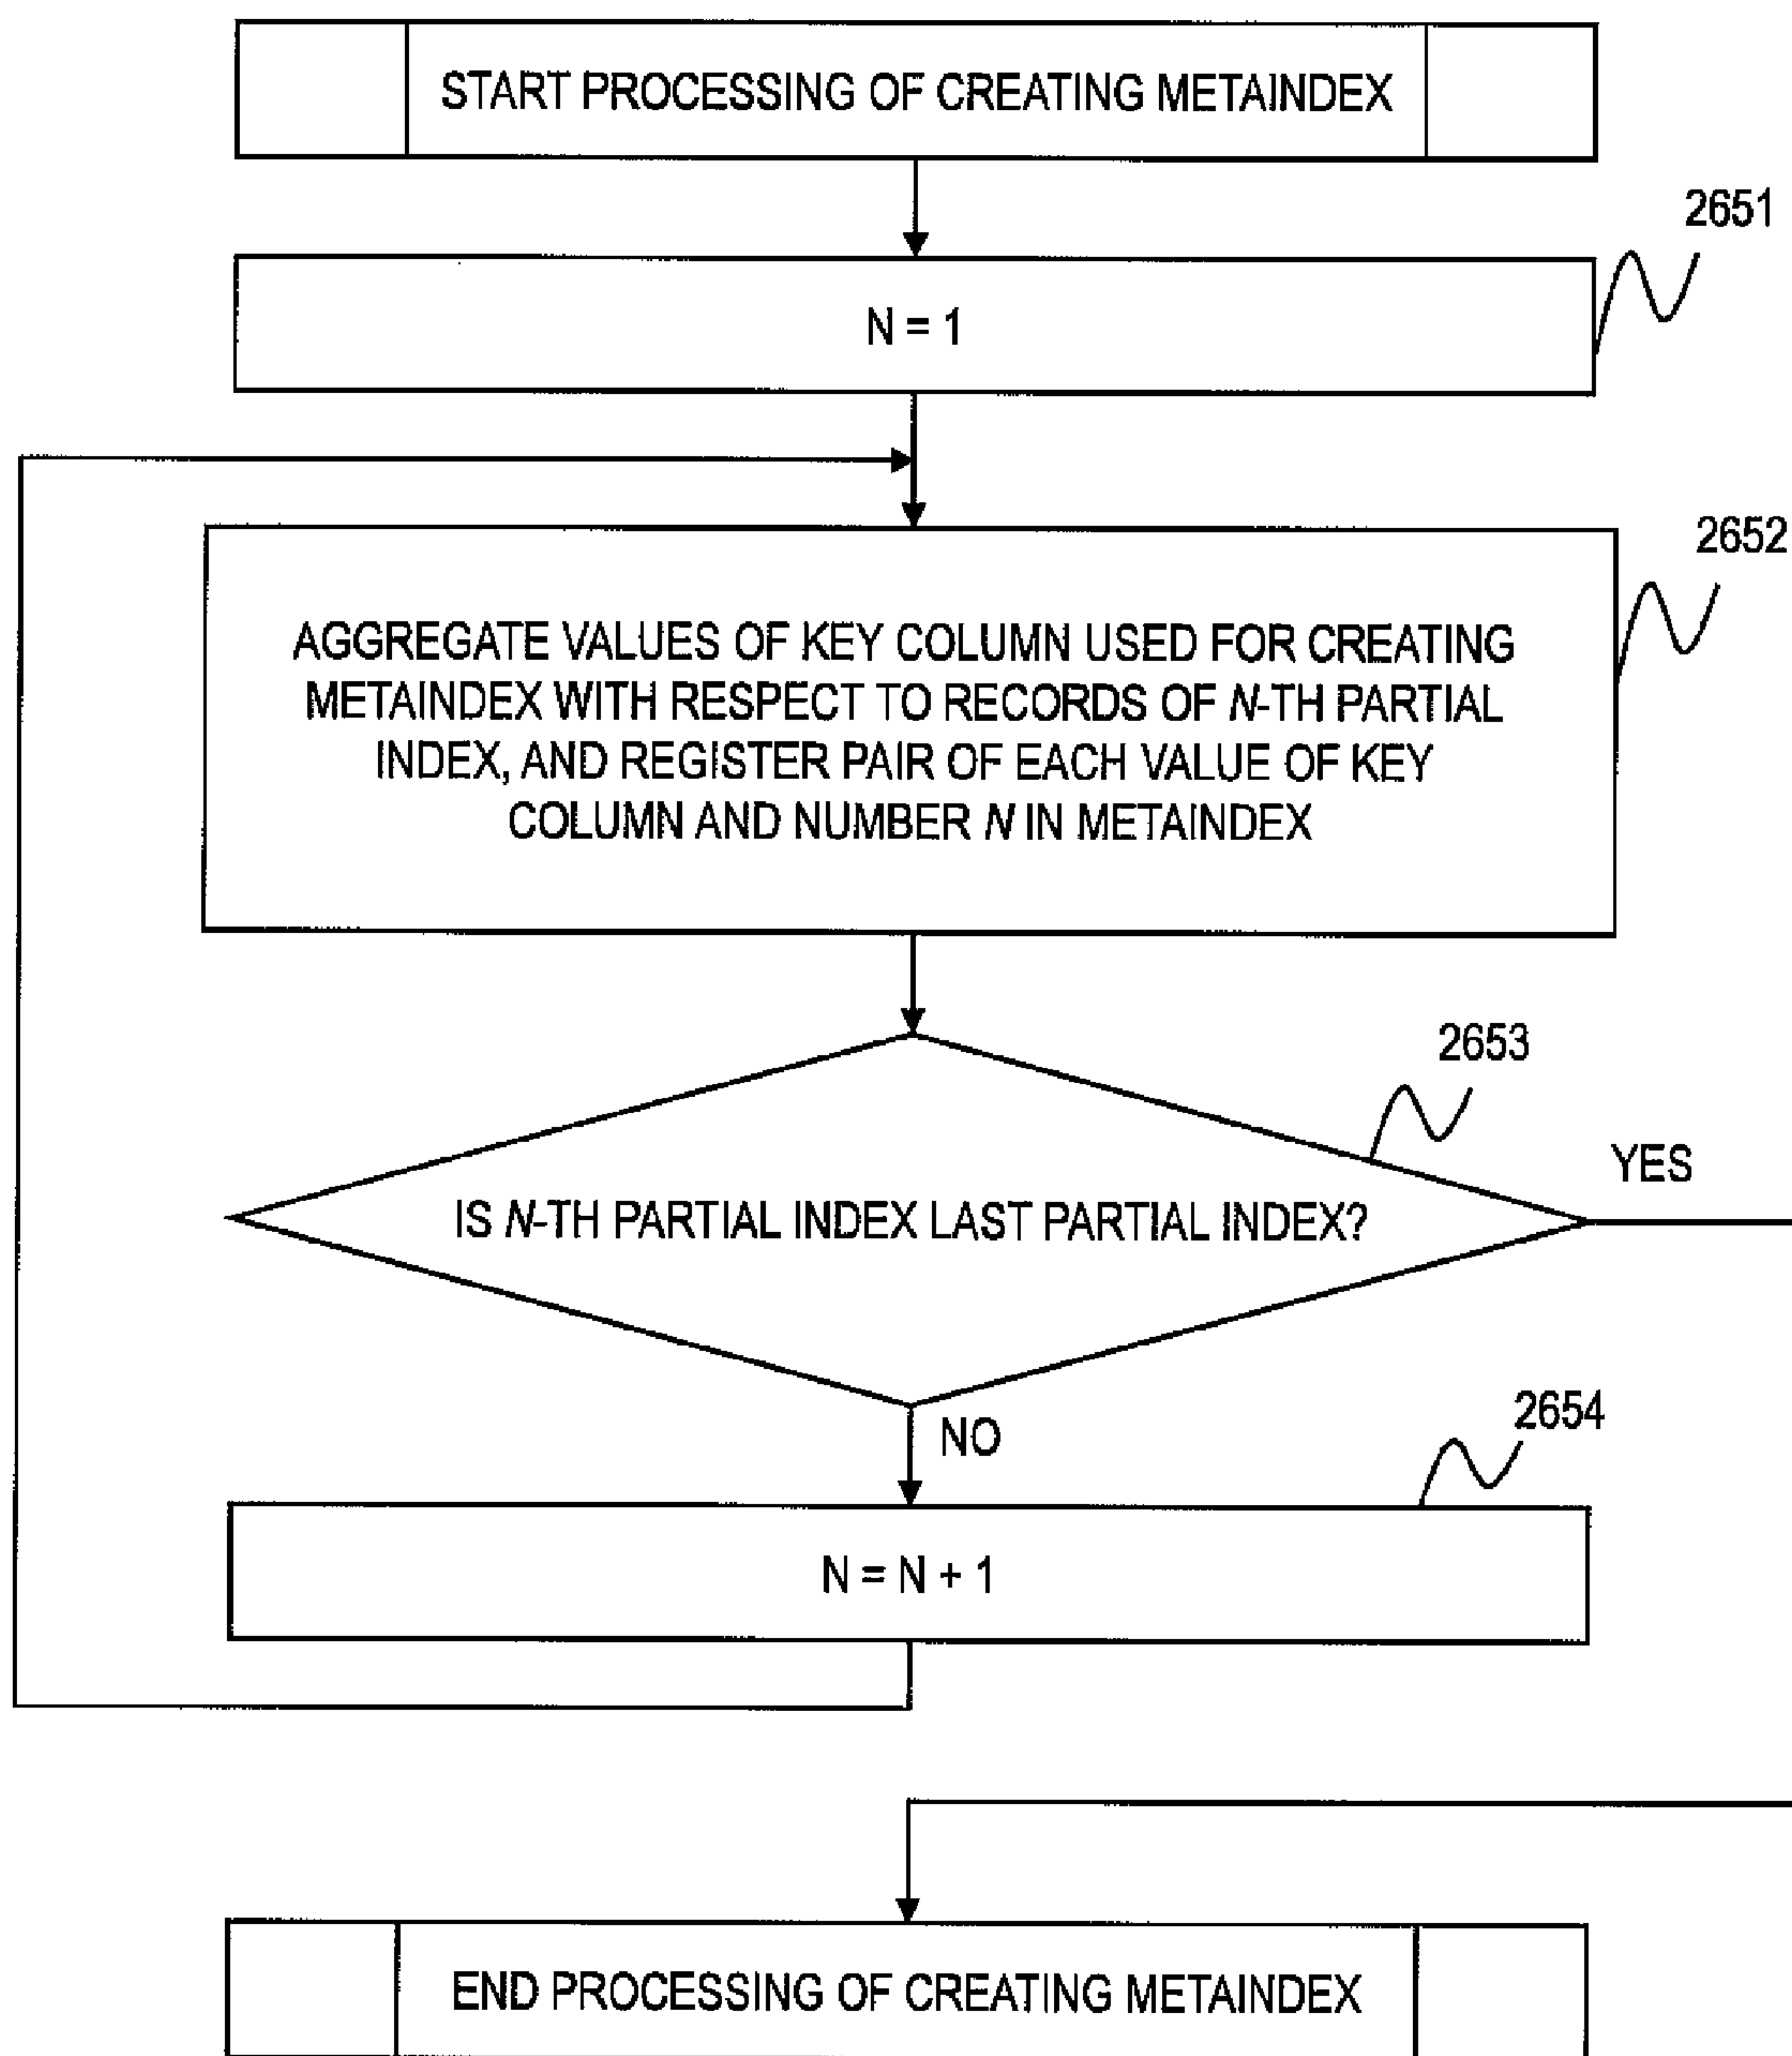 START PROCESSING OF CREATING METAINDEX
2651
N = 1
2652
AGGREGATE VALUES OF KEY COLUMN USED FOR CREATING
METAINDEX WITH RESPECT TO RECORDS OF N-TH PARTIAL
INDEX, AND REGISTER PAIR OF EACH VALUE OF KEY
COLUMN AND NUMBER N IN METAINDEX
2653
YES
IS N-TH PARTIAL INDEX LAST PARTIAL INDEX?
NO
2654
N = N + 1
END PROCESSING OF CREATING METAINDEX